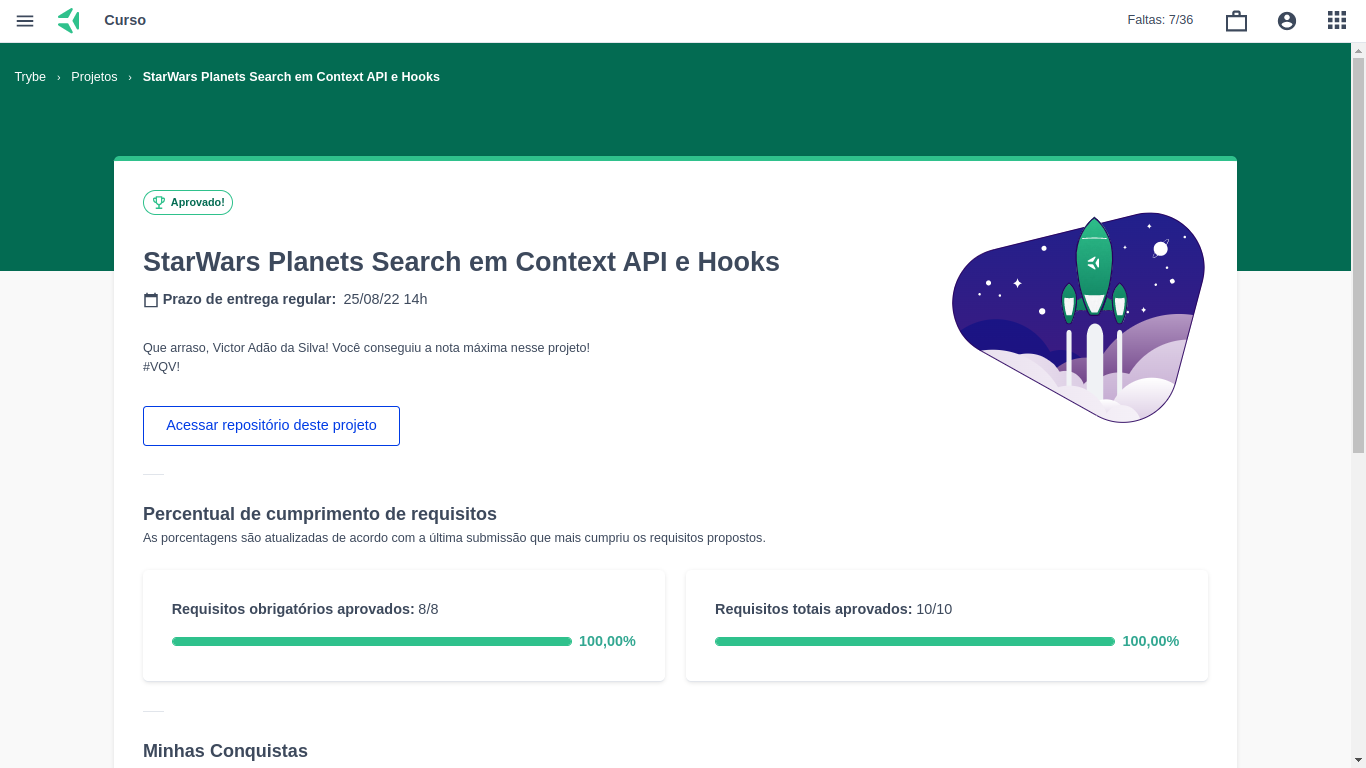 Curso
Faltas: 7/36
Trybe › Projetos › StarWars Planets Search em Context API e Hooks
Aprovado!
StarWars Planets Search em Context API e Hooks
Prazo de entrega regular: 25/08/22 14h
Que arraso, Victor Adão da Silva! Você conseguiu a nota máxima nesse projeto!
#VQV!
Acessar repositório deste projeto
Percentual de cumprimento de requisitos
As porcentagens são atualizadas de acordo com a última submissão que mais cumpriu os requisitos propostos.
Requisitos obrigatórios aprovados: 8/8
100,00%
Requisitos totais aprovados: 10/10
100,00%
Minhas Conquistas